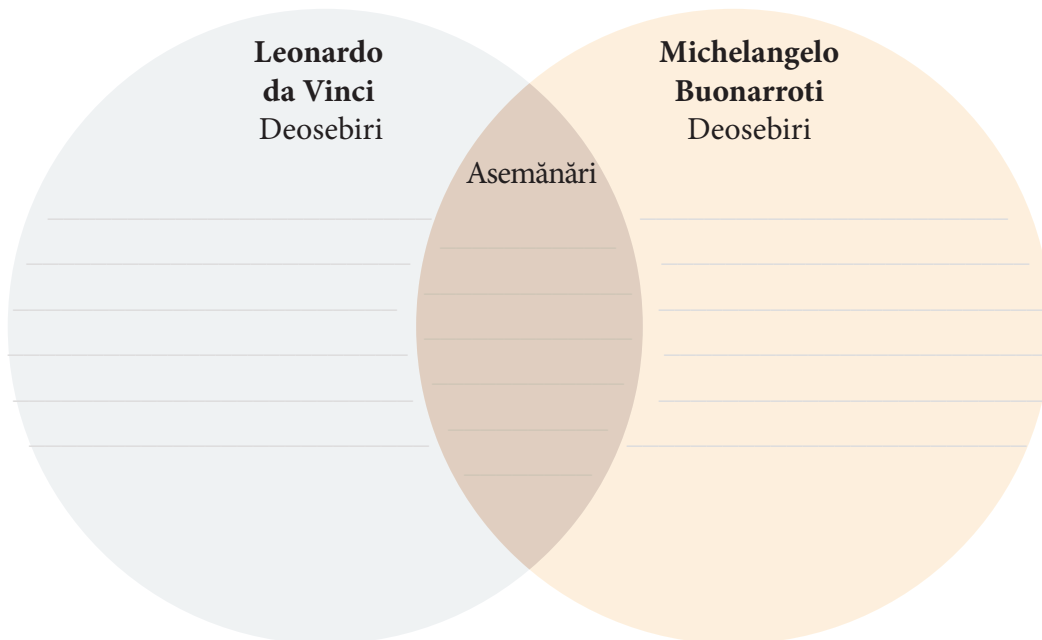 Leonardo
da Vinci
Deosebiri
Michelangelo
Buonarroti
Deosebiri
Asemănări